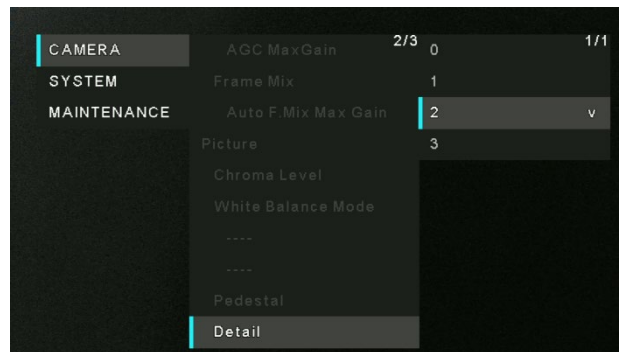 CAMERA
SYSTEM
MAINTENANCE
2/3
AGC MaxGain
Frame Mix
Auto F.Mix Max Gain
Picture
Chroma Level
White Balance Mode
----
----
Pedestal
Detail
1/1
0
1
2 v
3